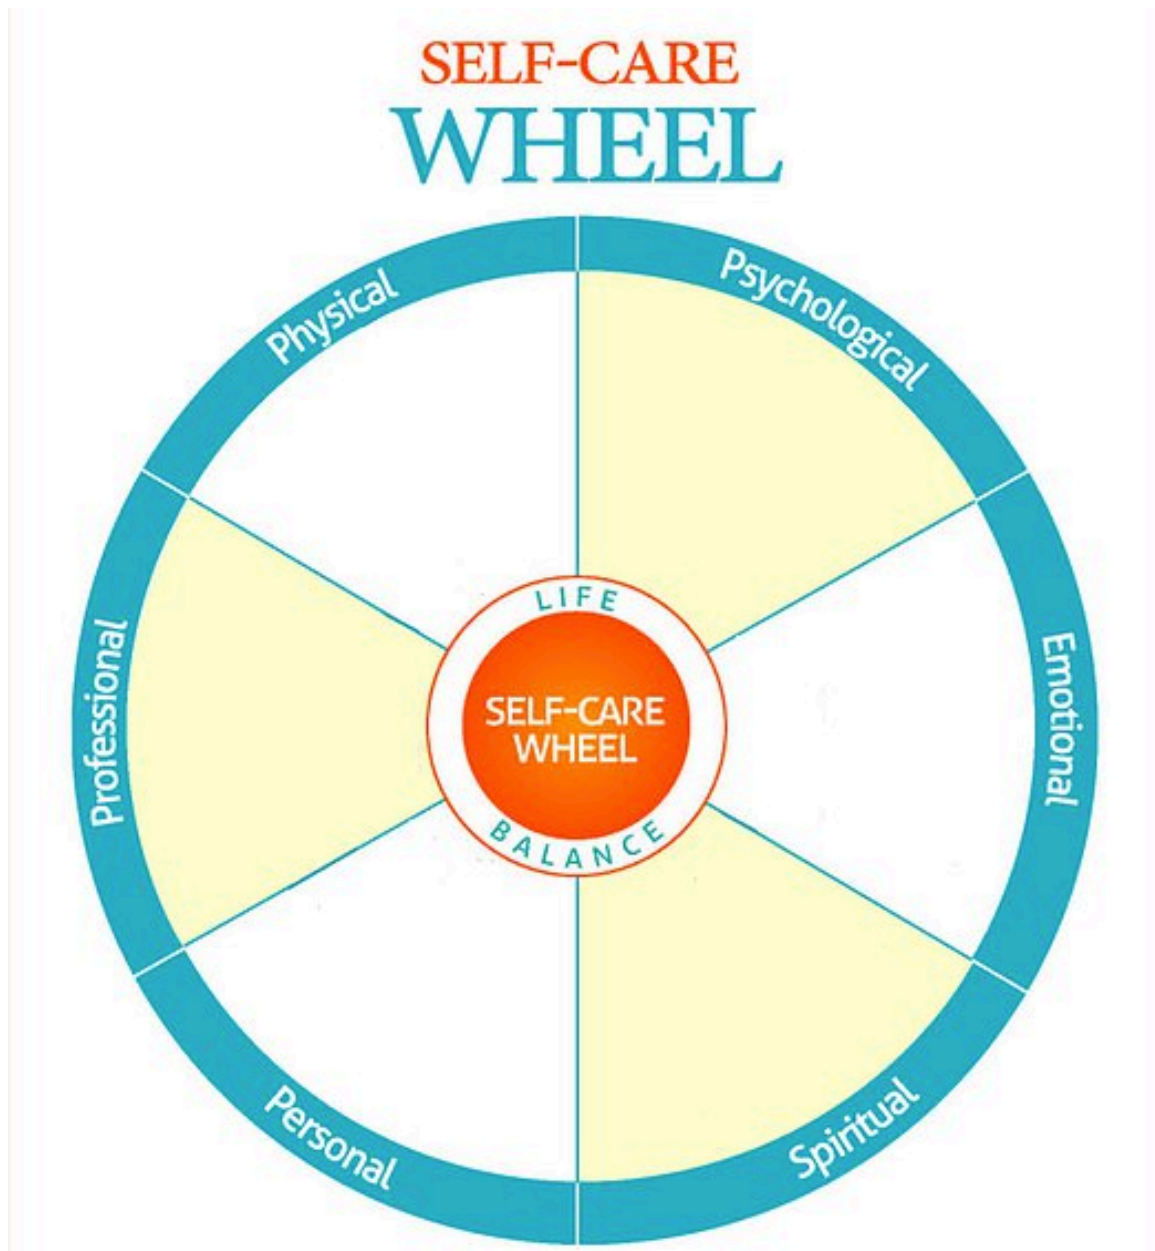 SELF-CARE
WHEEL
Physical
Psychological
Professional
Emotional
LIFE
SELF-CARE
WHEEL
BALANCE
Personal
Spiritual